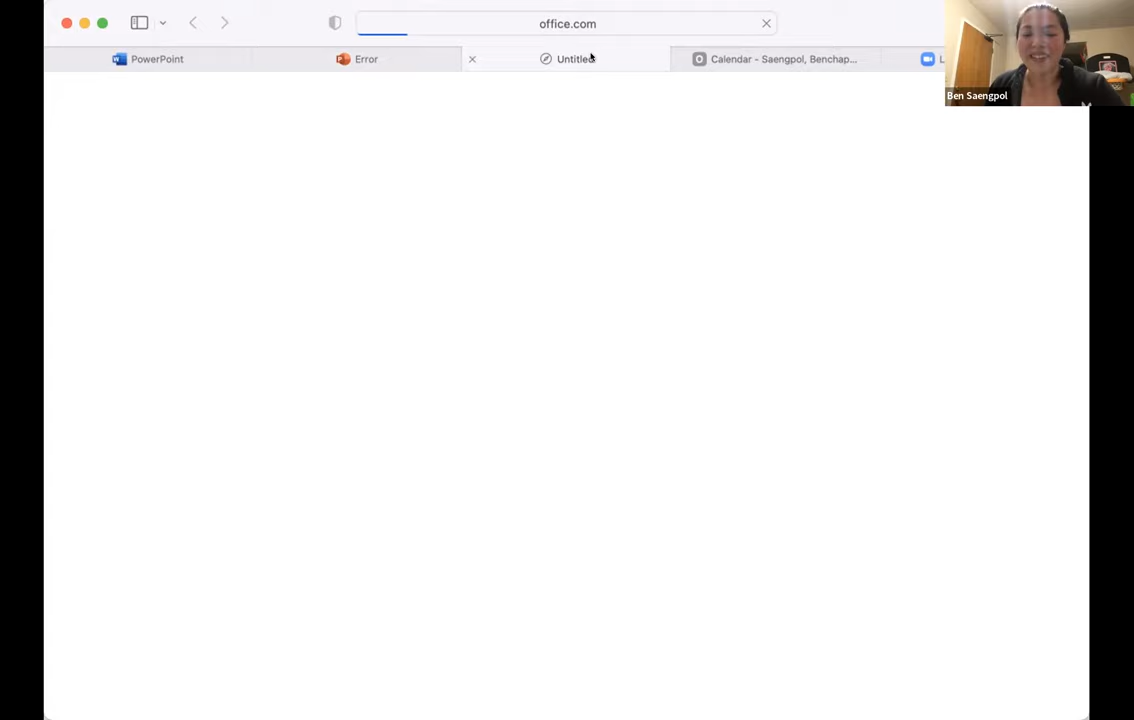 office.com
PowerPoint
Error
Untitled
Calendar - Saengpol, Benchap...
L
Ben Saengpol